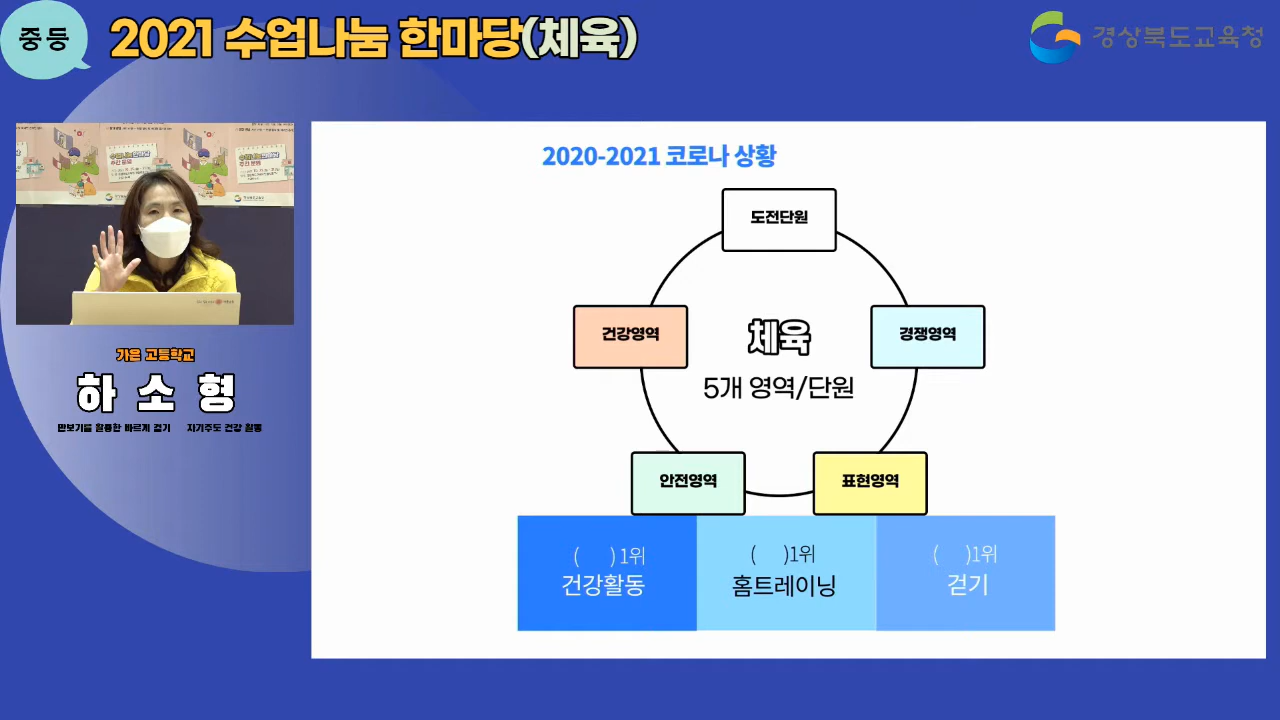 중등
2021 수업나눔 한마당(체육)
경상북도교육청
가은 고등학교
하 소 형
만보기를 활용한 바르게 걷기 자기주도 건강 활동
2020-2021 코로나 상황
도전단원
건강영역
경쟁영역
체육
5개 영역/단원
안전영역
표현영역
( ) 1위
건강활동
( )1위
홈트레이닝
( )1위
걷기